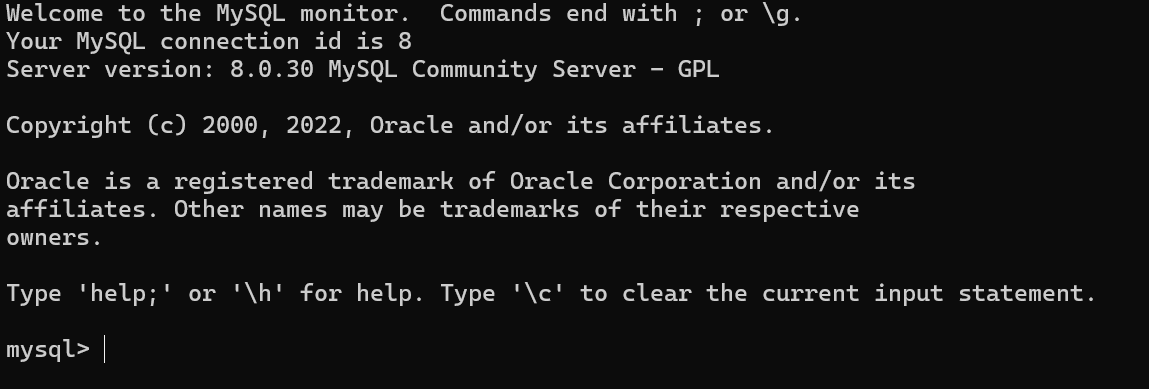 Welcome to the MySQL monitor.  Commands end with ; or \g.
Your MySQL connection id is 8
Server version: 8.0.30 MySQL Community Server - GPL
Copyright (c) 2000, 2022, Oracle and/or its affiliates.
Oracle is a registered trademark of Oracle Corporation and/or its
affiliates. Other names may be trademarks of their respective
owners.
Type 'help;' or '\h' for help. Type '\c' to clear the current input statement.
mysql>